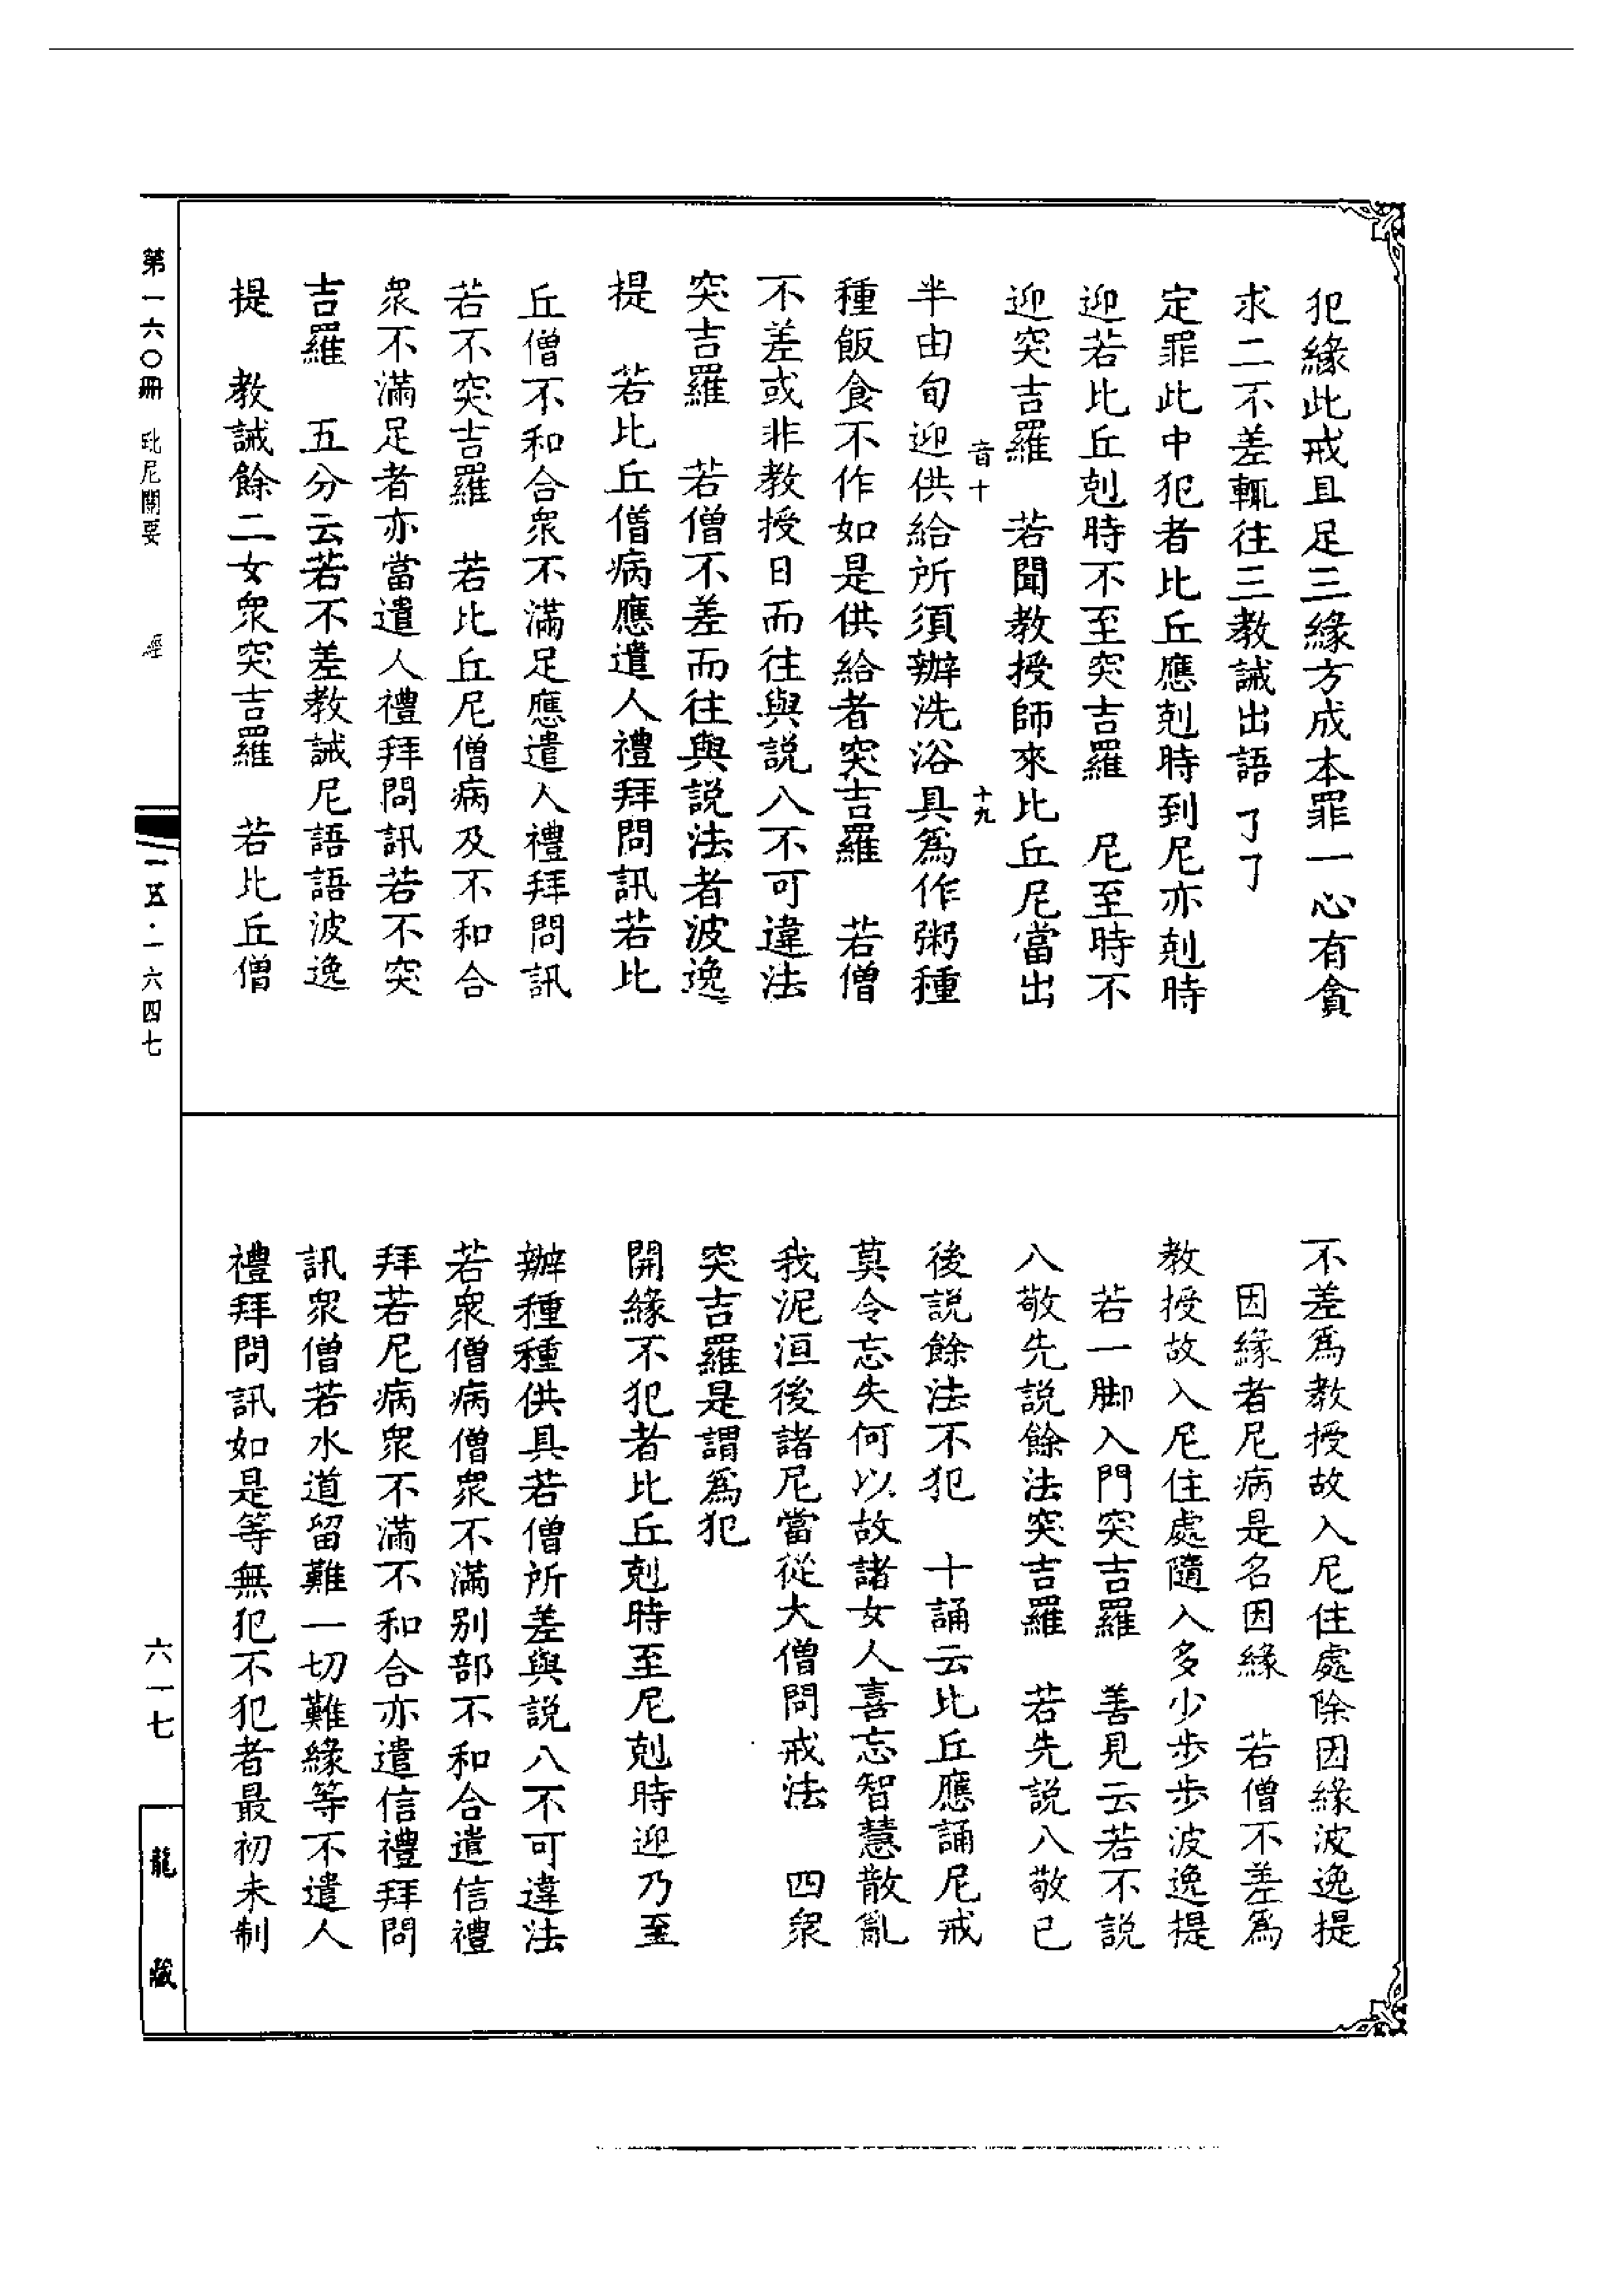 犯緣此戒且足三緣方成本罪一心有貪
求二不差輒往三教誡出語了了
定罪此中犯者比丘應剋時到尼亦剋時
迎若比丘剋時不至突吉羅　尼至時不
迎突吉羅　若聞教授師來比丘尼當出
音十　十九
半由旬迎供給所須辦洗浴具爲作粥種
種飯食不作如是供給者突吉羅　若僧
不差或非教授日而往與説八不可違法
突吉羅　若僧不差而往與説法者波逸
提　若比丘僧病應遣人禮拜問訊若比
丘僧不和合衆不滿足應遣人禮拜問訊
若不突吉羅　若比丘尼僧病及不和合
衆不滿足者亦當遣人禮拜問訊若不突
吉羅　五分云若不差教誡尼語語波逸
提　教誡餘二女衆突吉羅　若比丘僧
不差爲教授故入尼住處除因緣波逸提
因緣者尼病是名因緣　若僧不差爲
教授故入尼住處隨入多少步步波逸提
若一脚入門突吉羅　善見云若不説
八敬先説餘法突吉羅　若先説八敬已
後説餘法不犯　十誦云比丘應誦尼戒
莫令忘失何以故諸女人喜忘智慧散亂
我泥洹後諸尼當從大僧問戒法　四衆
突吉羅是謂爲犯
開緣不犯者比丘剋時至尼剋時迎乃至
辦種種供具若僧所差與説八不可違法
若衆僧病僧衆不滿别部不和合遣信禮
拜若尼病衆不滿不和合亦遣信禮拜問
訊衆僧若水道留難一切難緣等不遣人
禮拜問訊如是等無犯不犯者最初未制
第一六〇冊　毗尼關要　經
一五·一六四七
六一七
龍藏